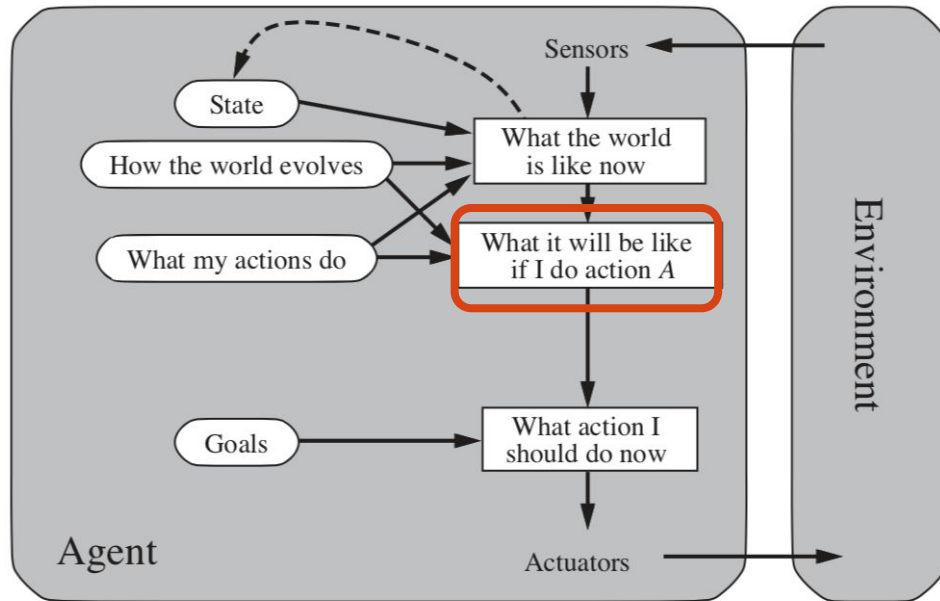 Sensors
State
What the world
is like now
How the world evolves
What it will be like
if I do action A
What my actions do
Environment
What action I
should do now
Goals
Agent
Actuators